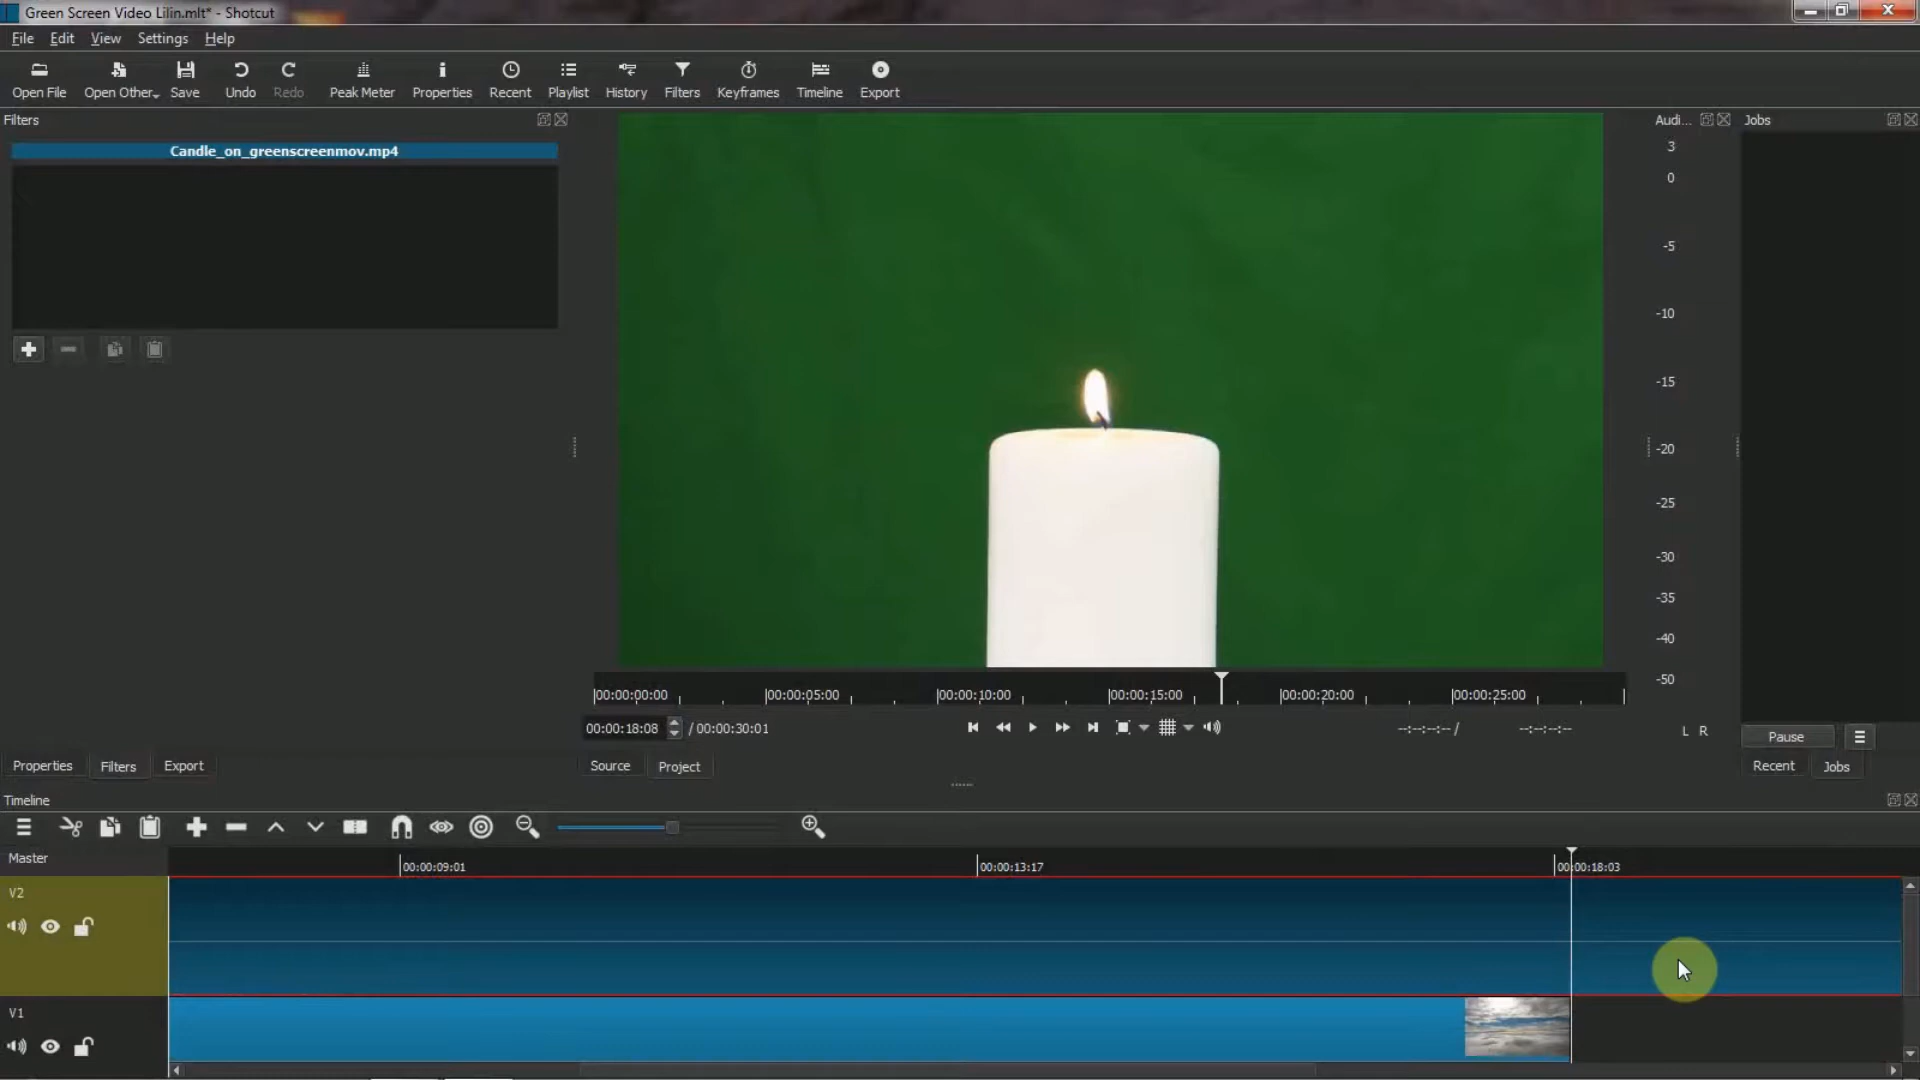 Green Screen Video Lilin.mlt* - Shotcut
File Edit View Settings Help
Open File Open Other Save Undo Redo Peak Meter Properties Recent Playlist History Filters Keyframes Timeline Export
Filters
Audi... Jobs
Candle_on_greenscreenmov.mp4
3
0
-5
-10
-15
-20
-25
-30
-35
-40
-50
00:00:00:00 00:00:05:00 00:00:10:00 00:00:15:00 00:00:20:00 00:00:25:00
00:00:18:08 / 00:00:30:01 --:--:--:-- / --:--:--:--
L R
Pause
Properties Filters Export
Source Project
Recent Jobs
Timeline
Master
00:00:09:01 00:00:13:17 00:00:18:03
V2
V1